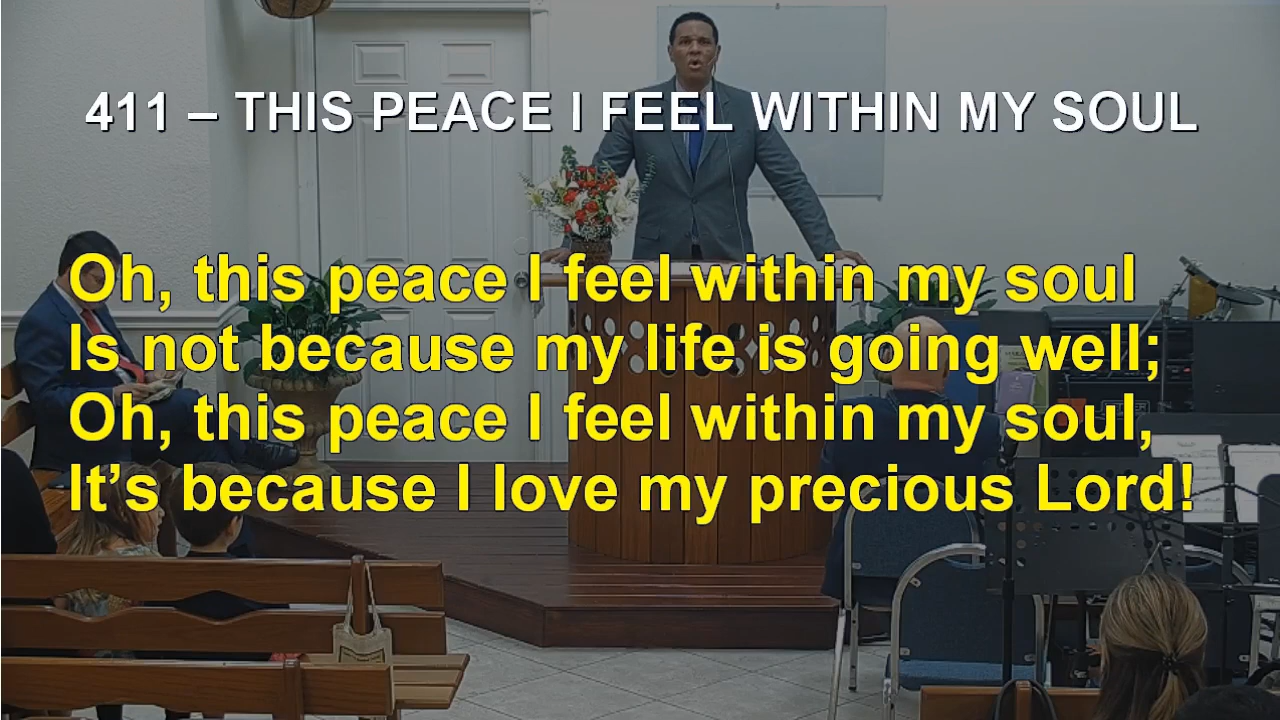 411 – THIS PEACE I FEEL WITHIN MY SOUL
Oh, this peace I feel within my soul
Is not because my life is going well;
Oh, this peace I feel within my soul,
It’s because I love my precious Lord!